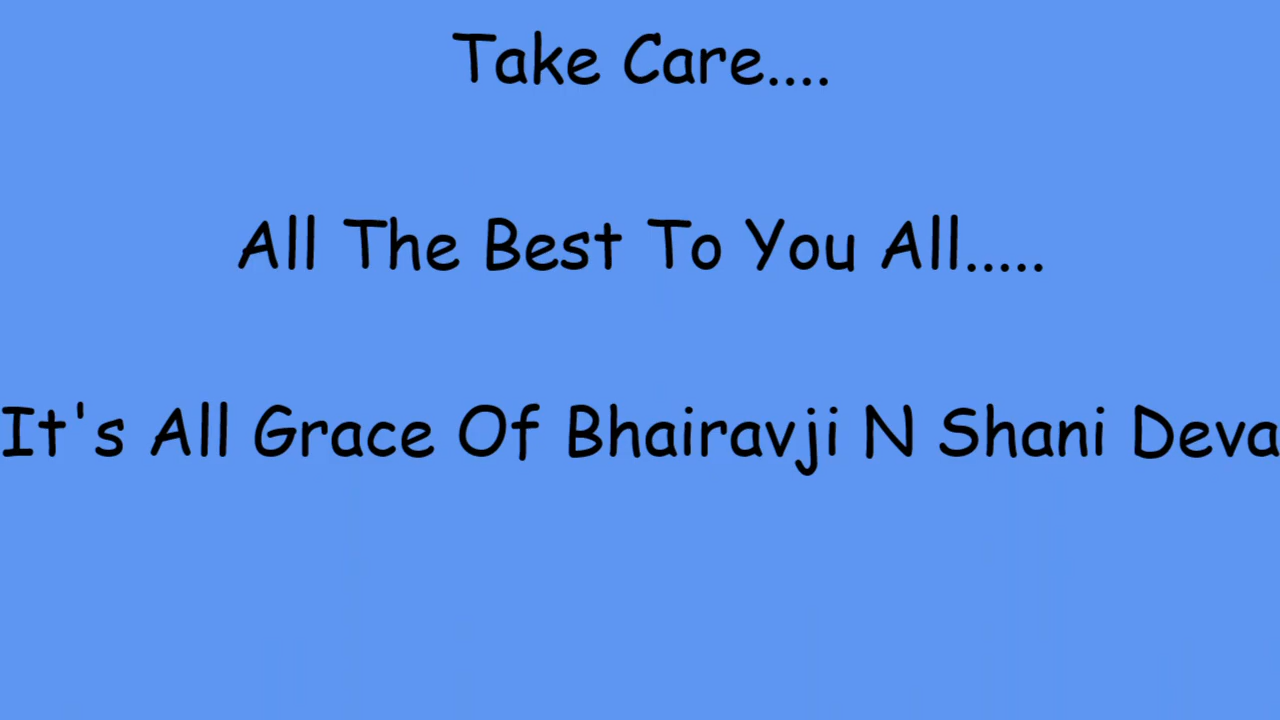 Take Care....
All The Best To You All.....
It's All Grace Of Bhairavji N Shani Deva